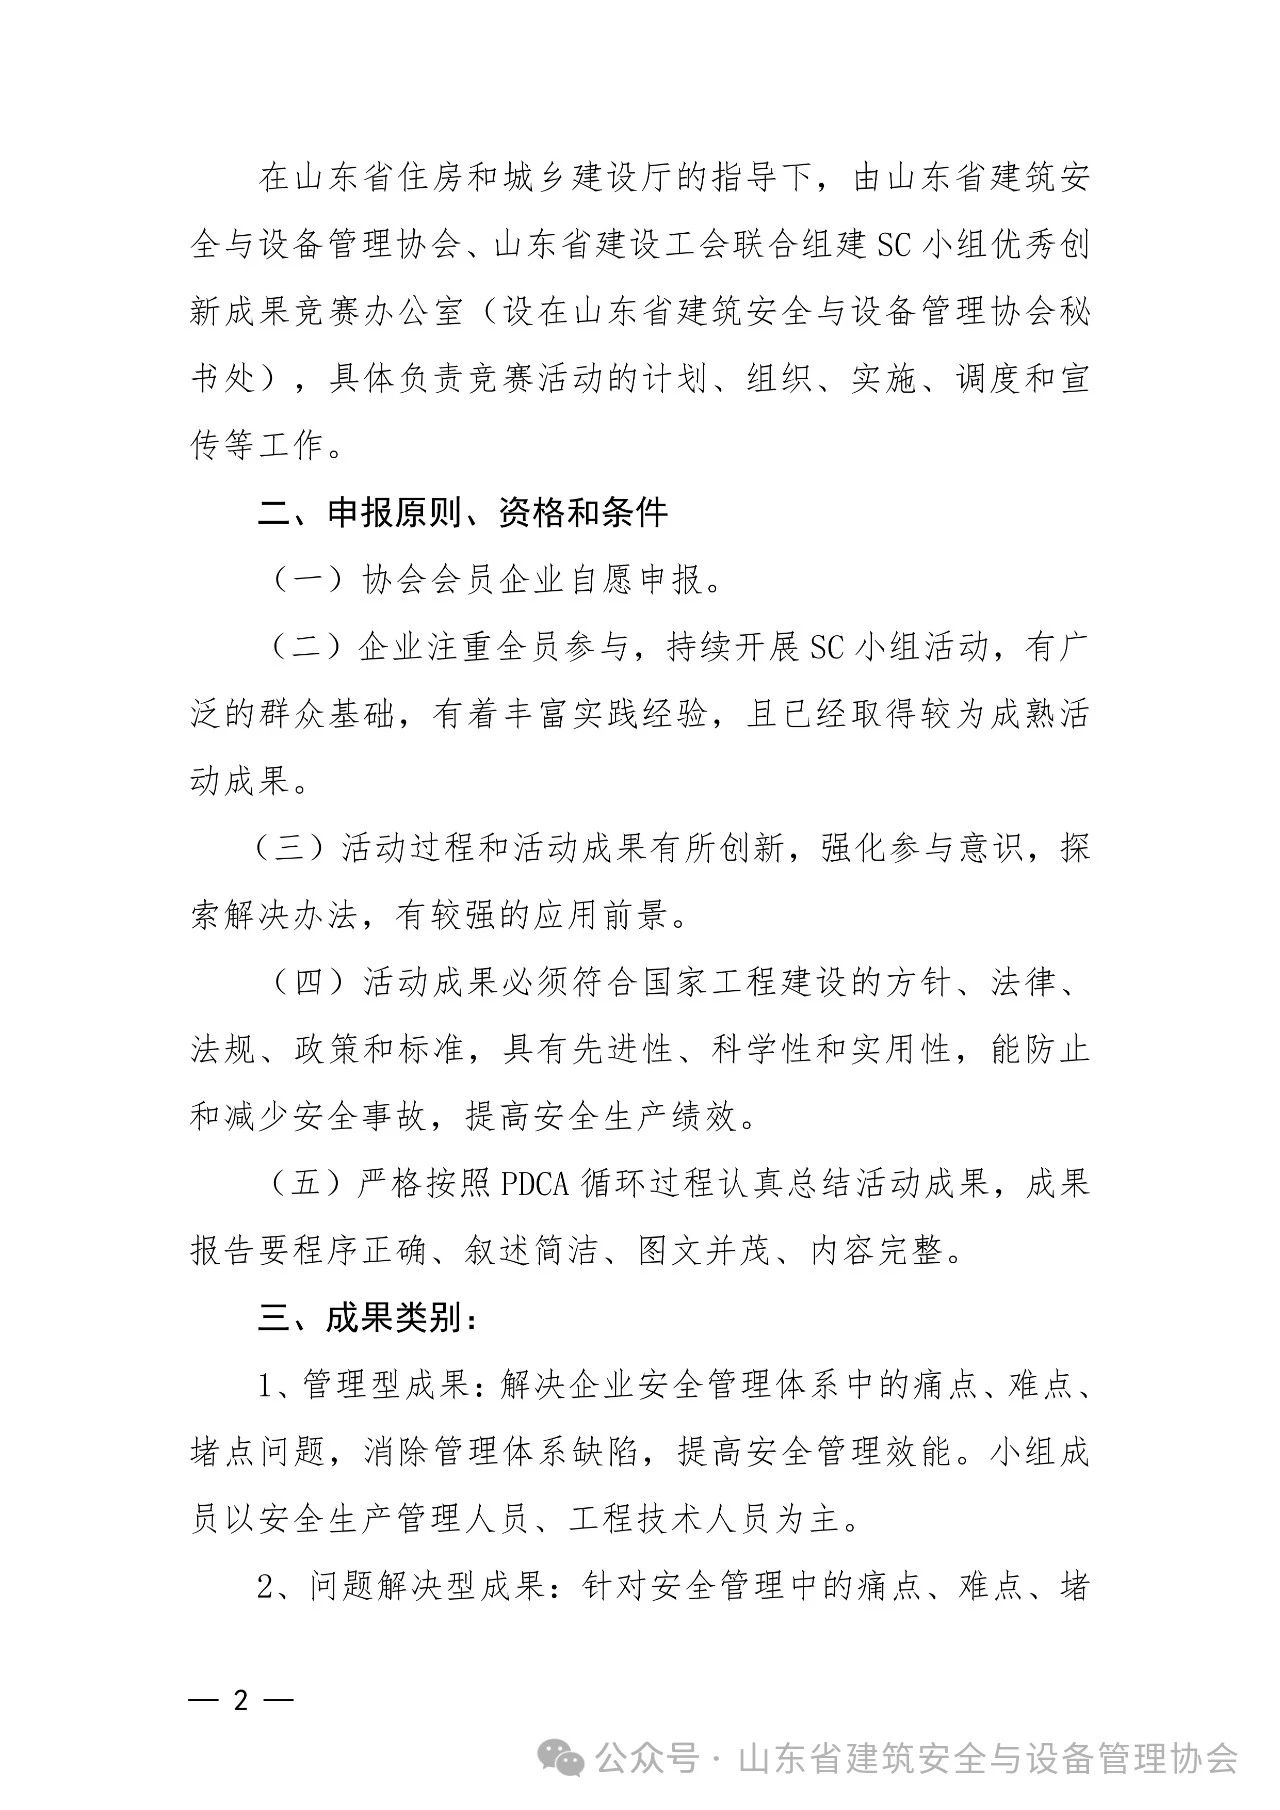 在山东省住房和城乡建设厅的指导下，由山东省建筑安
全与设备管理协会、山东省建设工会联合组建 SC 小组优秀创
新成果竞赛办公室（设在山东省建筑安全与设备管理协会秘
书处），具体负责竞赛活动的计划、组织、实施、调度和宣
传等工作。
二、申报原则、资格和条件
（一）协会会员企业自愿申报。
（二）企业注重全员参与，持续开展 SC 小组活动，有广
泛的群众基础，有着丰富实践经验，且已经取得较为成熟活
动成果。
（三）活动过程和活动成果有所创新，强化参与意识，探
索解决办法，有较强的应用前景。
（四）活动成果必须符合国家工程建设的方针、法律、
法规、政策和标准，具有先进性、科学性和实用性，能防止
和减少安全事故，提高安全生产绩效。
（五）严格按照 PDCA 循环过程认真总结活动成果，成果
报告要程序正确、叙述简洁、图文并茂、内容完整。
三、成果类别：
1、管理型成果：解决企业安全管理体系中的痛点、难点、
堵点问题，消除管理体系缺陷，提高安全管理效能。小组成
员以安全生产管理人员、工程技术人员为主。
2、问题解决型成果：针对安全管理中的痛点、难点、堵
— 2 —
公众号·山东省建筑安全与设备管理协会